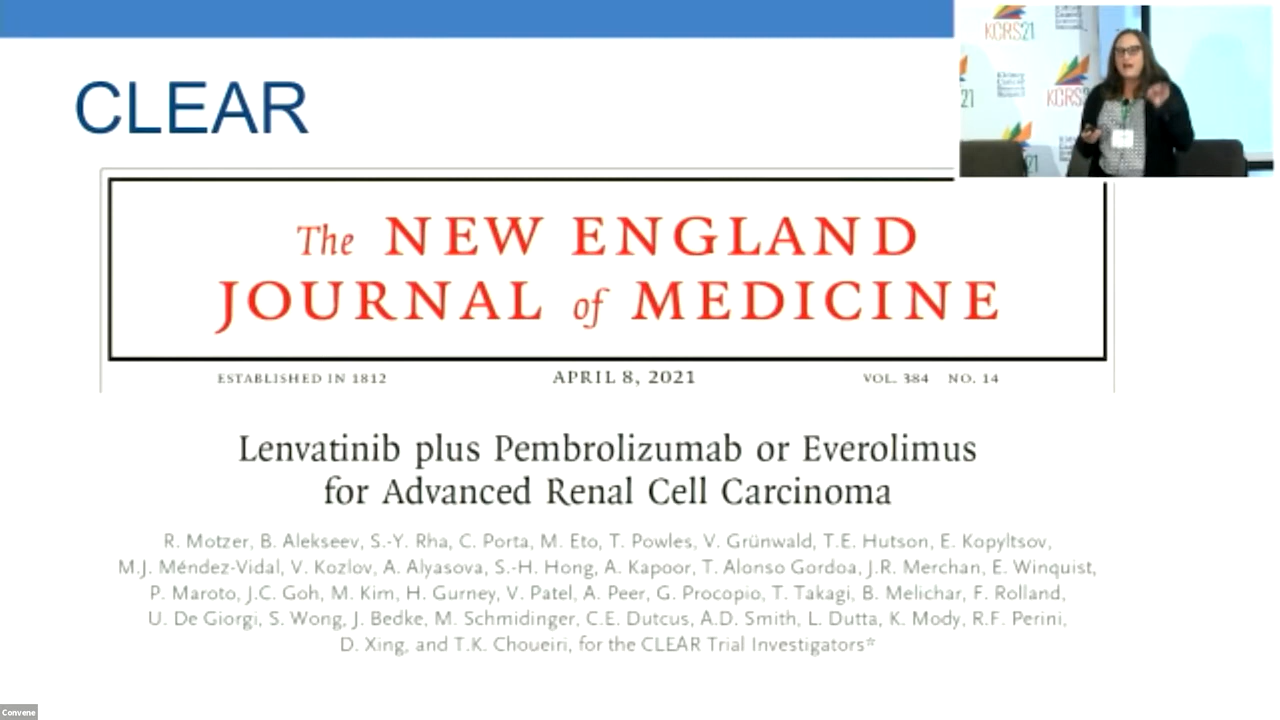 CLEAR
KCRS21
KCRS
21
21
The NEW ENGLAND
JOURNAL of MEDICINE
ESTABLISHED IN 1812
APRIL 8, 2021
VOL. 384 NO. 14
Lenvatinib plus Pembrolizumab or Everolimus
for Advanced Renal Cell Carcinoma
R. Motzer, B. Alekseev, S.-Y. Rha, C. Porta, M. Eto, T. Powles, V. Grünwald, T.E. Hutson, E. Kopyltsov,
M.J. Méndez-Vidal, V. Kozlov, A. Alyasova, S.-H. Hong, A. Kapoor, T. Alonso Gordoa, J.R. Merchan, E. Winquist,
P. Maroto, J.C. Goh, M. Kim, H. Gurney, V. Patel, A. Peer, G. Procopio, T. Takagi, B. Melichar, F. Rolland,
U. De Giorgi, S. Wong, J. Bedke, M. Schmidinger, C.E. Dutcus, A.D. Smith, L. Dutta, K. Mody, R.F. Perini,
D. Xing, and T.K. Choueiri, for the CLEAR Trial Investigators*
Convene